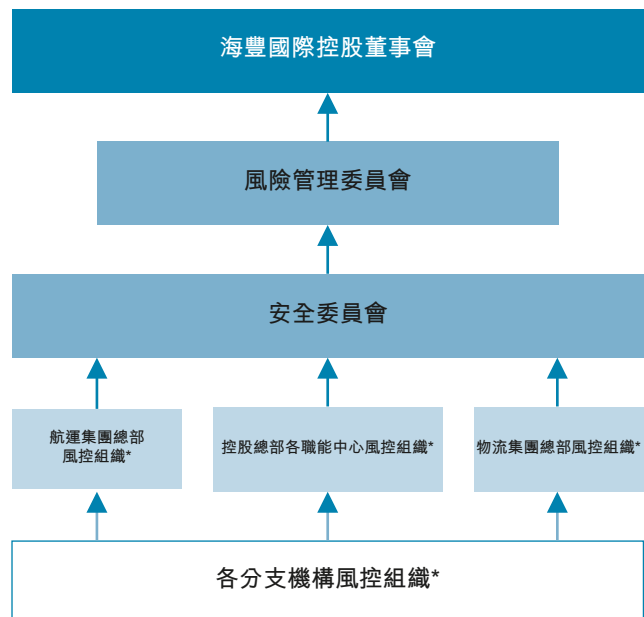 海豐國際控股董事會
風險管理委員會
安全委員會
航運集團總部
風控組織*
控股總部各職能中心風控組織*
物流集團總部風控組織*
各分支機構風控組織*